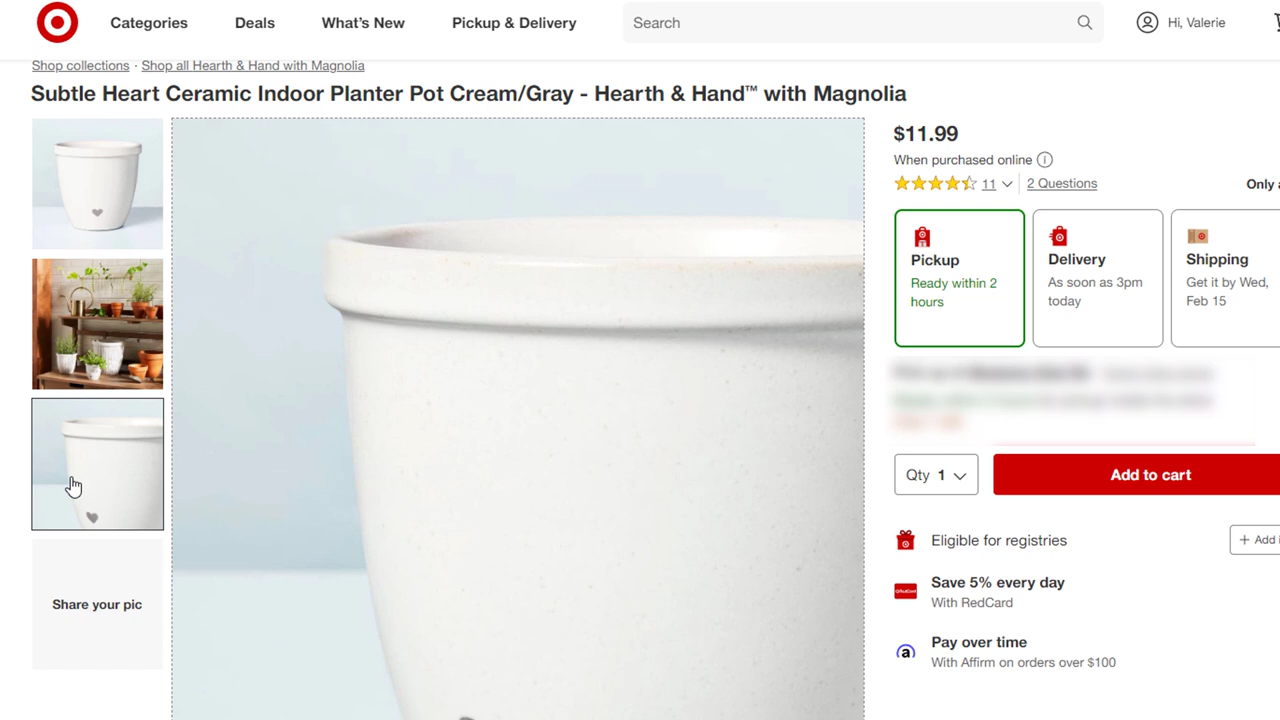 Categories
Deals
What's New
Pickup & Delivery
Search
Hi, Valerie
Shop collections · Shop all Hearth & Hand with Magnolia
Subtle Heart Ceramic Indoor Planter Pot Cream/Gray - Hearth & Hand™ with Magnolia
$11.99
When purchased online
11
2 Questions
Only
Pickup
Ready within 2
hours
Delivery
As soon as 3pm
today
Shipping
Get it by Wed,
Feb 15
Qty 1
Add to cart
Eligible for registries
+ Add
Save 5% every day
With RedCard
Pay over time
With Affirm on orders over $100
Share your pic